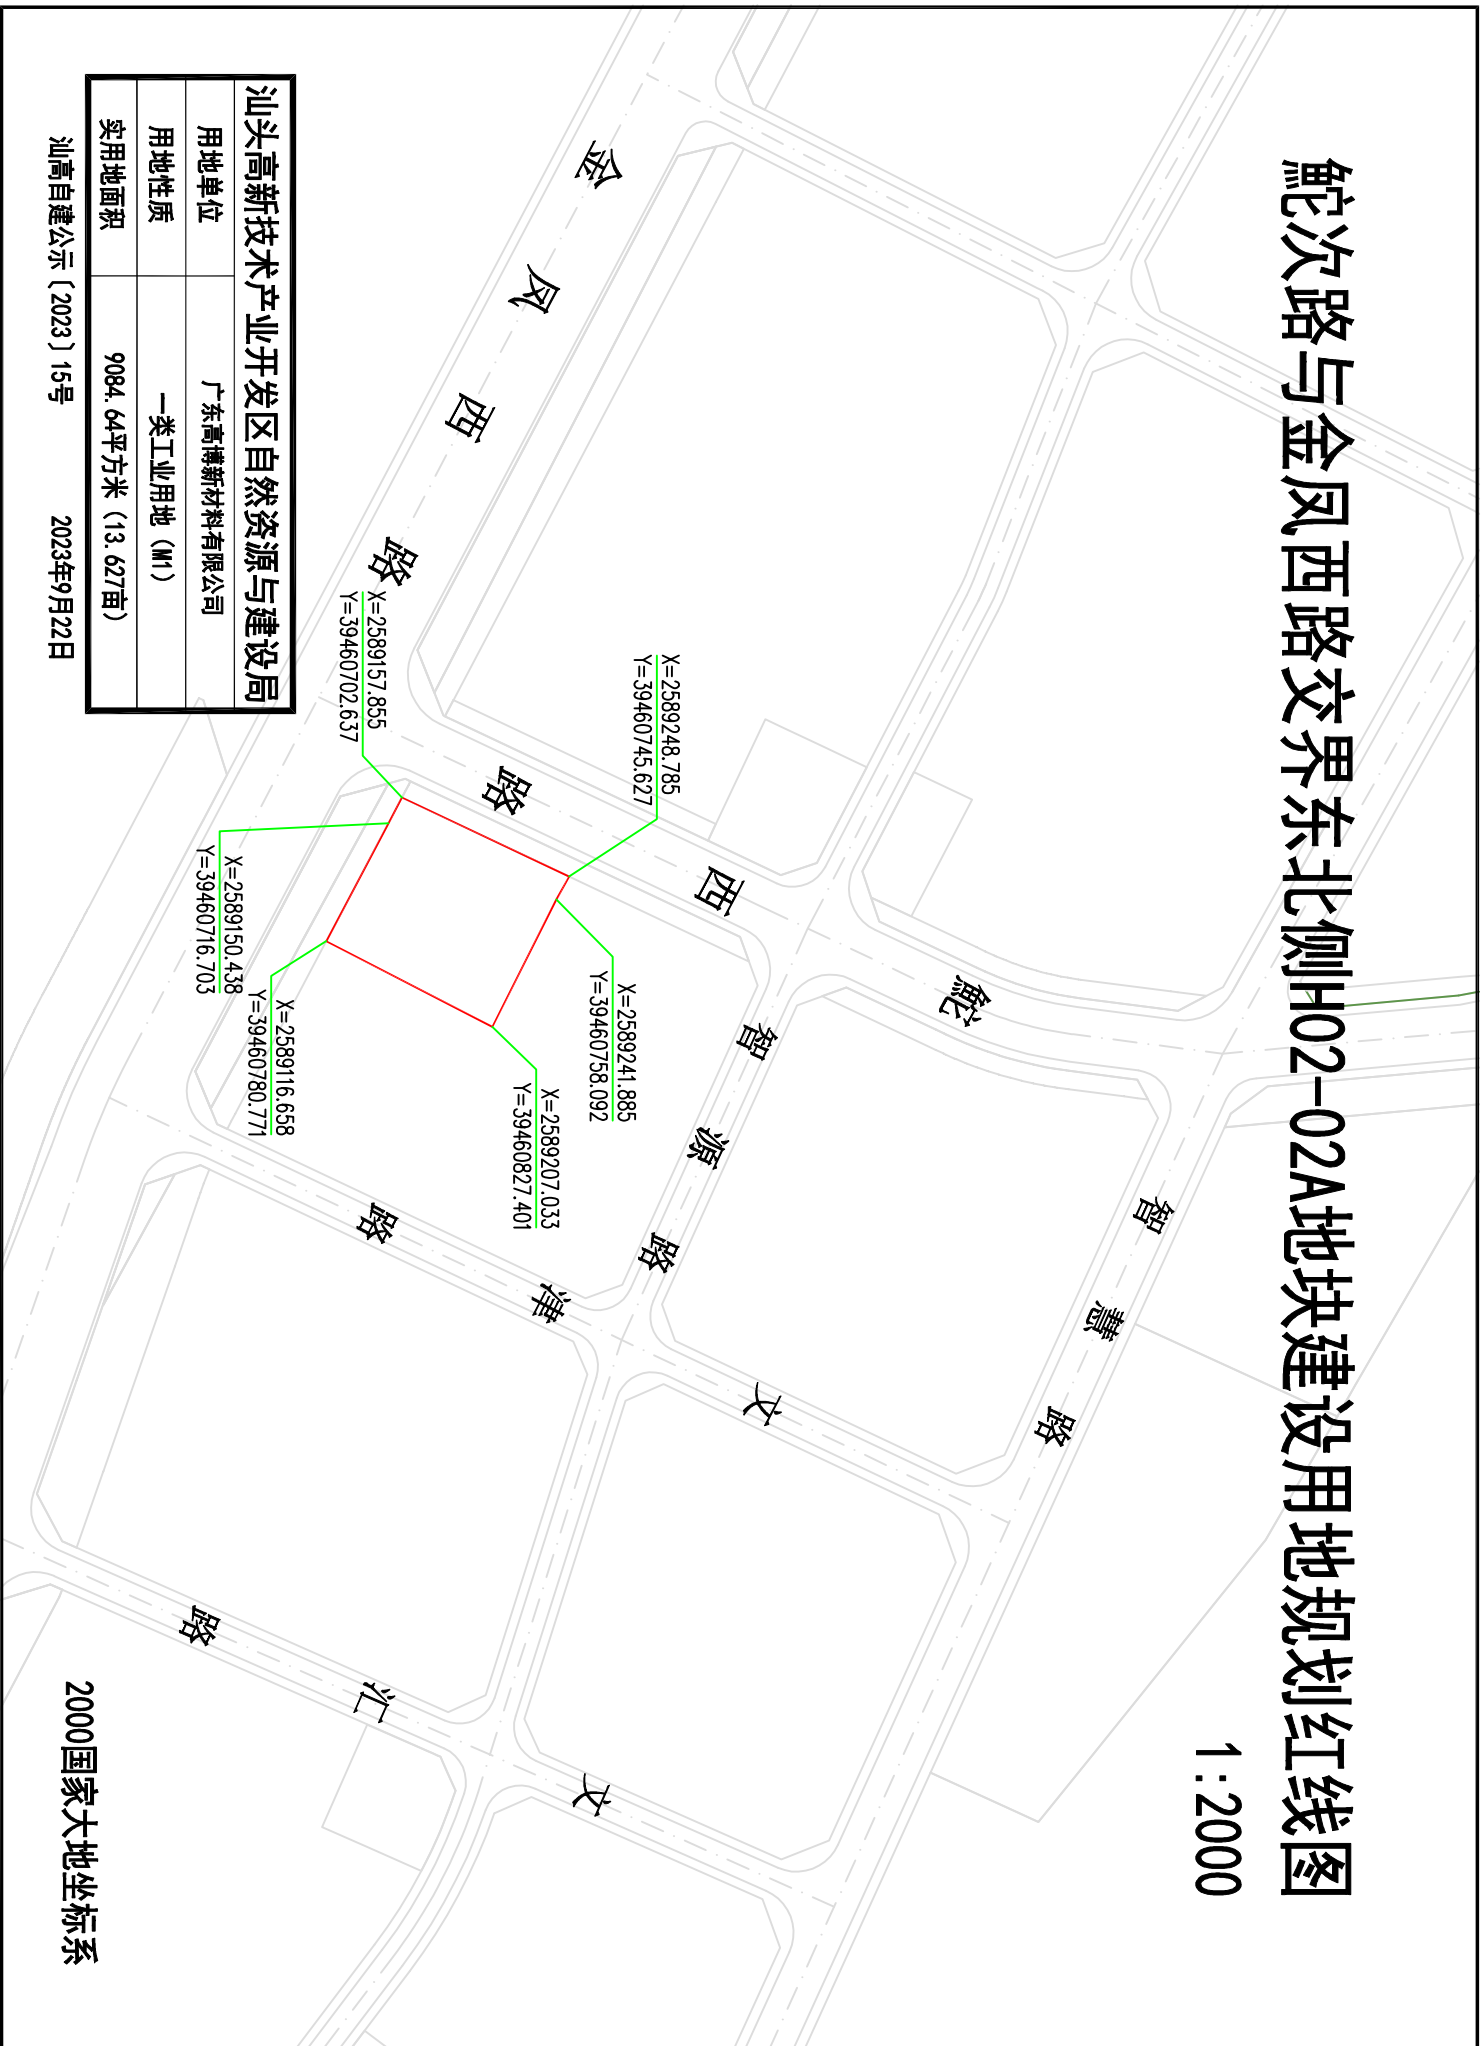 鮀次路与金凤西路交界东北侧H02-02A地块建设用地规划红线图
1:2000
金凤西路
鮀西路
智源路
智慧路
文津路
文汇路
X=2589248.785
Y=39460745.627
X=2589241.885
Y=39460758.092
X=2589207.033
Y=39460827.401
X=2589157.855
Y=39460702.637
X=2589150.438
Y=39460716.703
X=2589116.658
Y=39460780.771
汕头高新技术产业开发区自然资源与建设局
用地单位 广东高博新材料有限公司
用地性质 一类工业用地（M1）
实用地面积 9084.64平方米（13.627亩）
汕高自建公示〔2023〕15号 2023年9月22日
2000国家大地坐标系